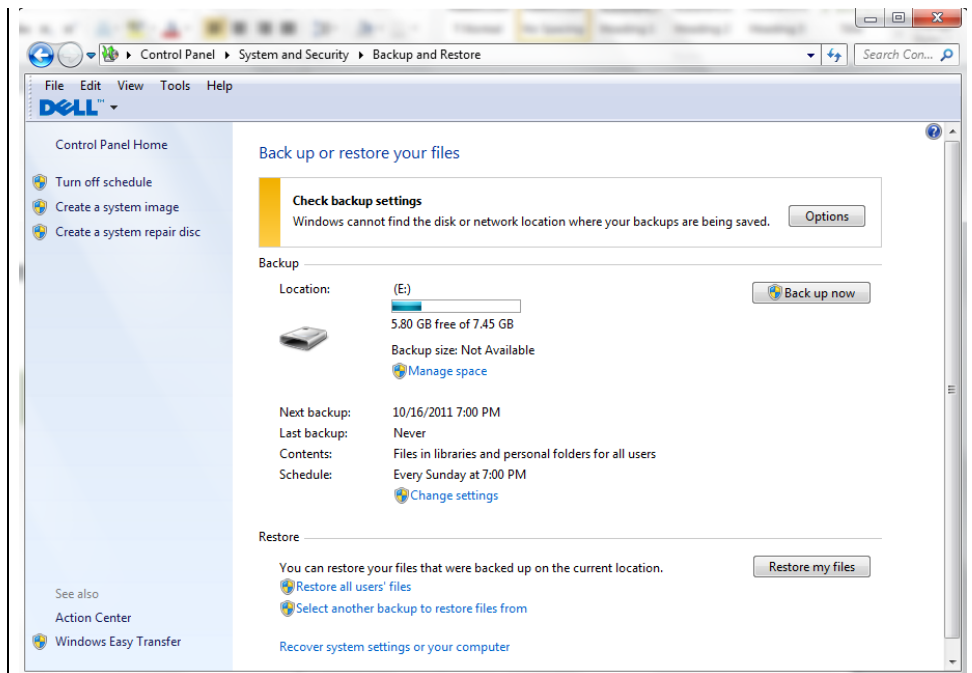 Control Panel ▸ System and Security ▸ Backup and Restore
Search Con...
File Edit View Tools Help
DELL™
Control Panel Home
Turn off schedule
Create a system image
Create a system repair disc
See also
Action Center
Windows Easy Transfer
Back up or restore your files
Check backup settings
Windows cannot find the disk or network location where your backups are being saved.
Options
Backup
Location: (E:)
Back up now
5.80 GB free of 7.45 GB
Backup size: Not Available
Manage space
Next backup: 10/16/2011 7:00 PM
Last backup: Never
Contents: Files in libraries and personal folders for all users
Schedule: Every Sunday at 7:00 PM
Change settings
Restore
You can restore your files that were backed up on the current location.
Restore my files
Restore all users' files
Select another backup to restore files from
Recover system settings or your computer